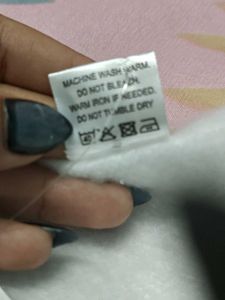 MACHINE WASH WARM.
DO NOT BLEACH.
WARM IRON IF NEEDED.
DO NOT TUMBLE DRY